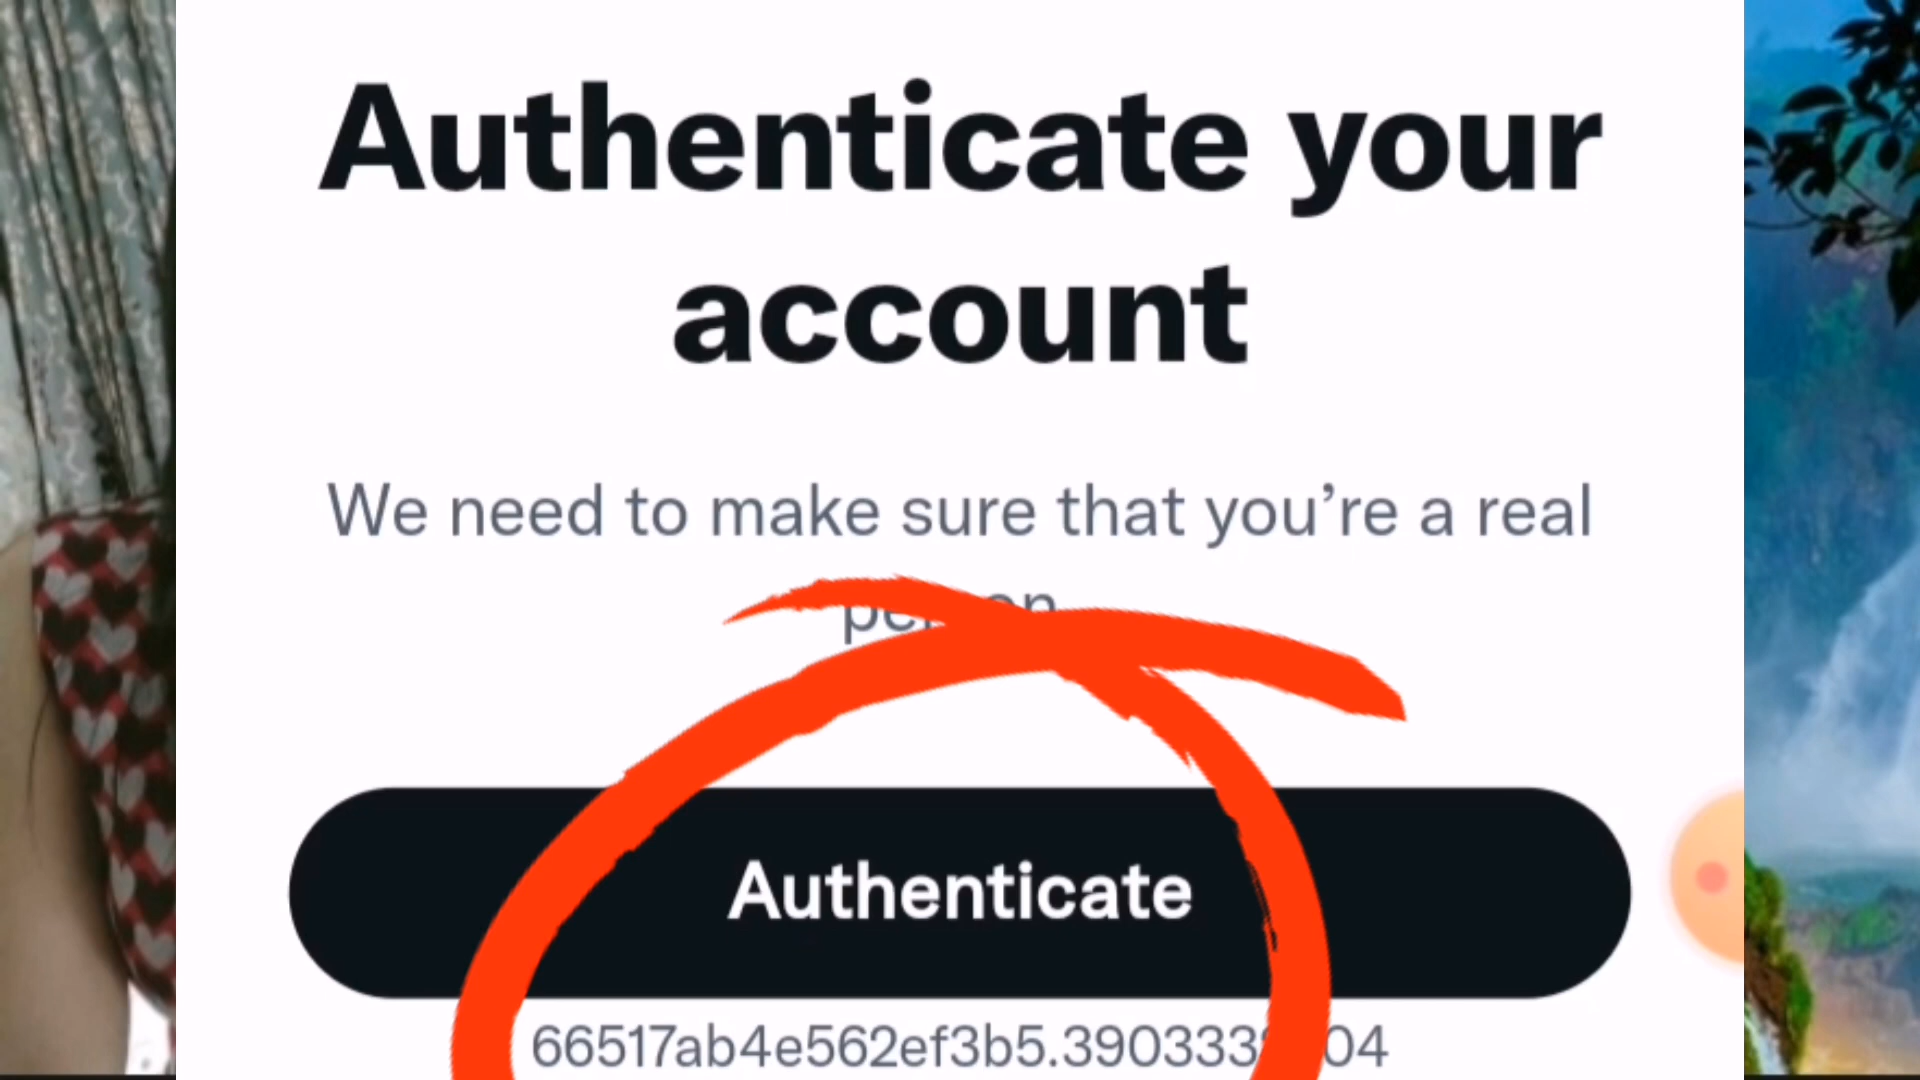 Authenticate your
account
We need to make sure that you're a real
Authenticate